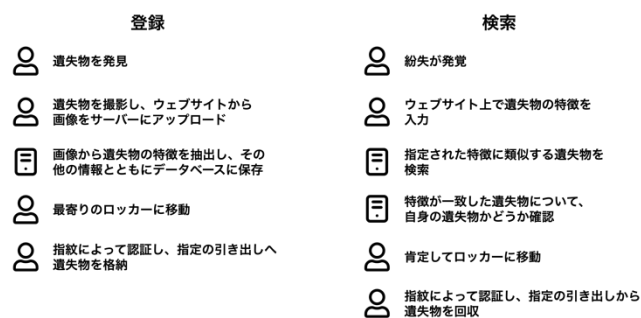 登録
遺失物を発見
遺失物を撮影し、ウェブサイトから
画像をサーバーにアップロード
画像から遺失物の特徴を抽出し、その
他の情報とともにデータベースに保存
最寄りのロッカーに移動
指紋によって認証し、指定の引き出しへ
遺失物を格納
検索
紛失が発覚
ウェブサイト上で遺失物の特徴を
入力
指定された特徴に類似する遺失物を
検索
特徴が一致した遺失物について、
自身の遺失物かどうか確認
肯定してロッカーに移動
指紋によって認証し、指定の引き出しから
遺失物を回収